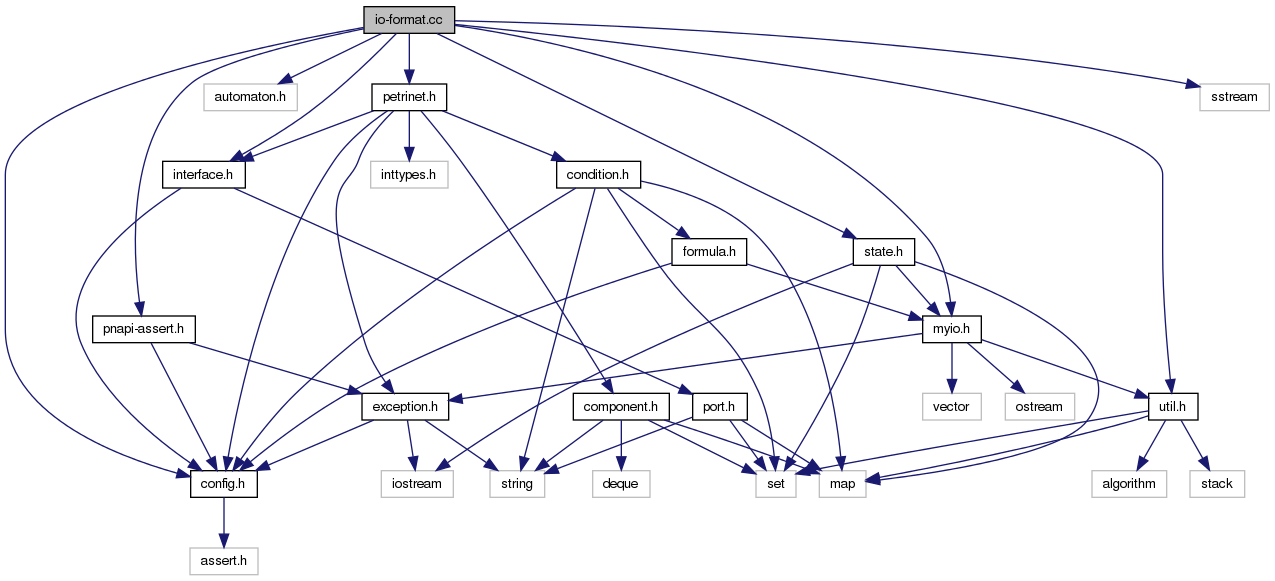 io-format.cc
automaton.h
petrinet.h
sstream
interface.h
inttypes.h
condition.h
formula.h
state.h
pnapi-assert.h
myio.h
exception.h
component.h
port.h
vector
ostream
util.h
config.h
iostream
string
deque
set
map
algorithm
stack
assert.h